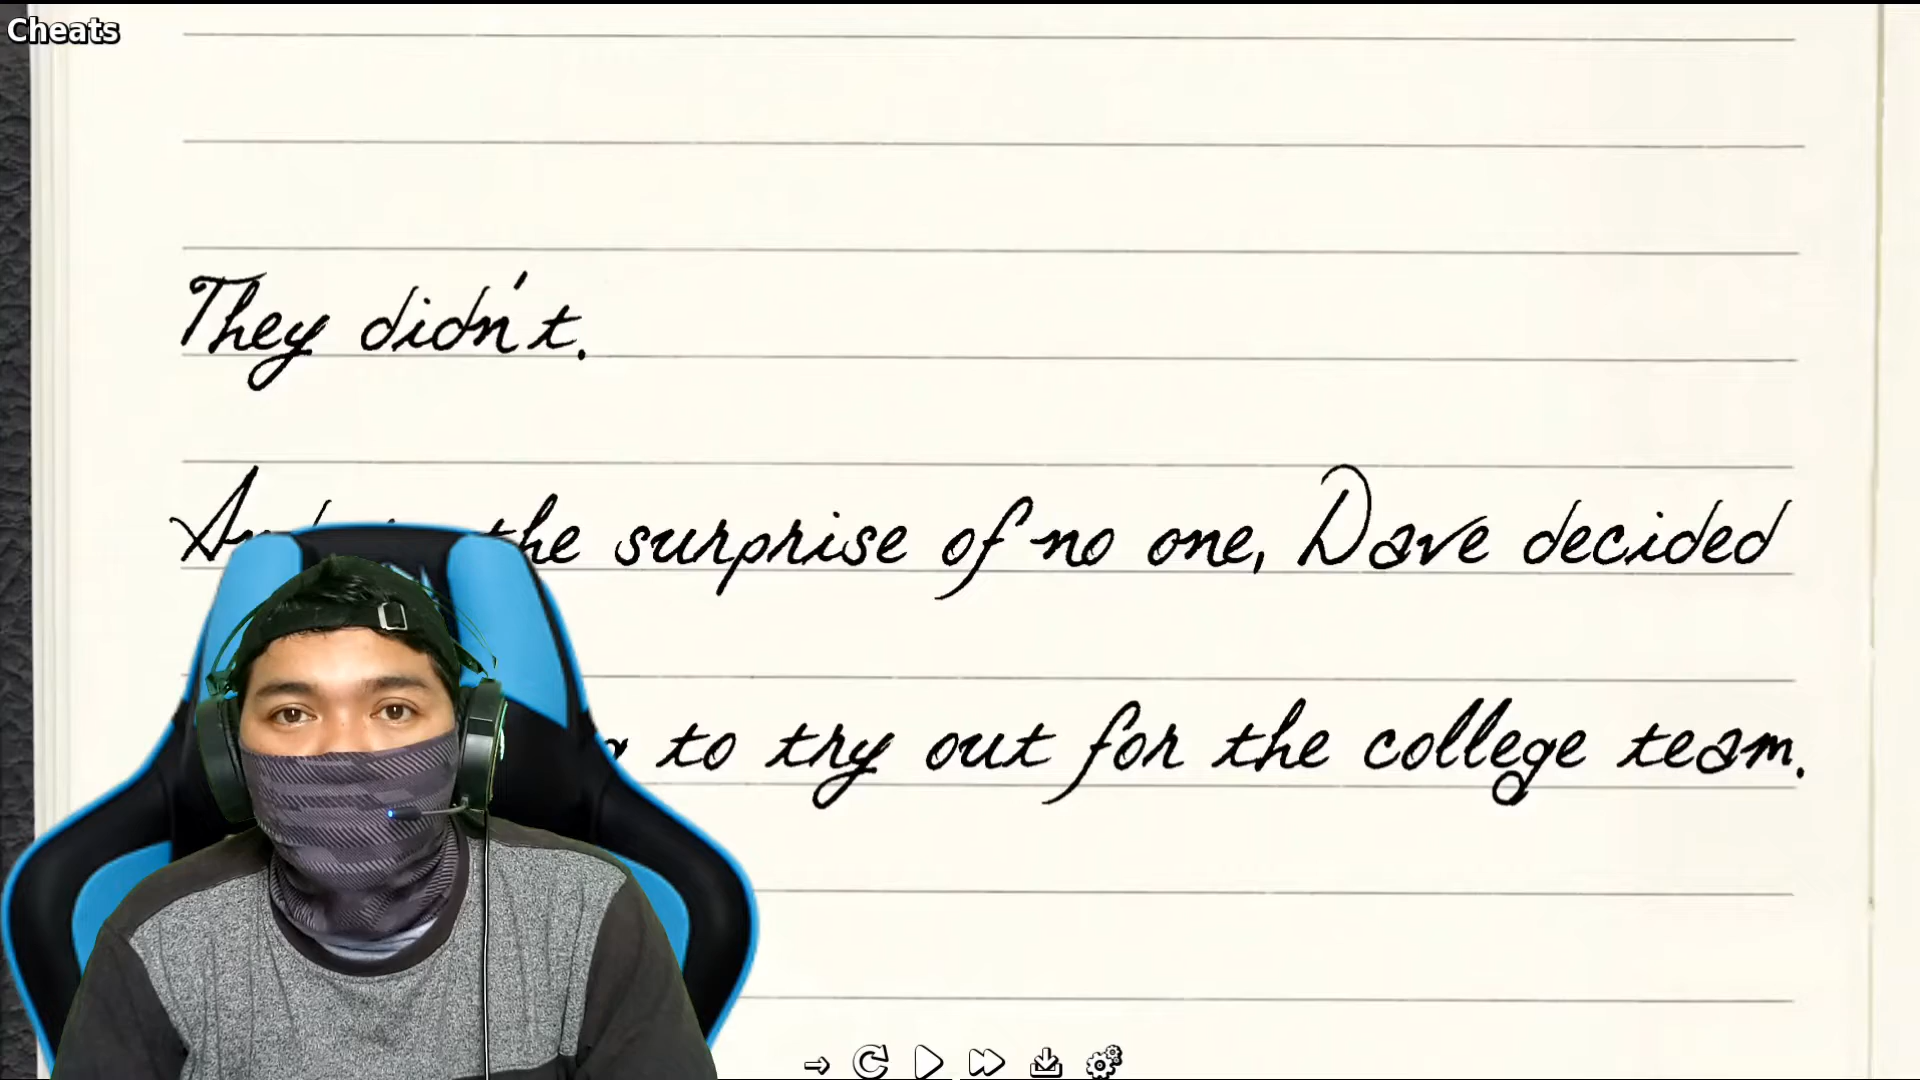 Cheats
They didn't.
the surprise of no one, Dave decided
to try out for the college team.